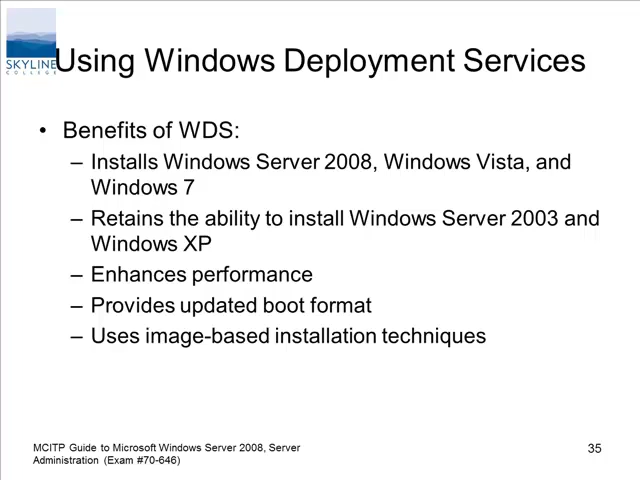 SKYLINE
COLLEGE
Using Windows Deployment Services
• Benefits of WDS:
– Installs Windows Server 2008, Windows Vista, and
Windows 7
– Retains the ability to install Windows Server 2003 and
Windows XP
– Enhances performance
– Provides updated boot format
– Uses image-based installation techniques
MCITP Guide to Microsoft Windows Server 2008, Server
Administration (Exam #70-646)
35